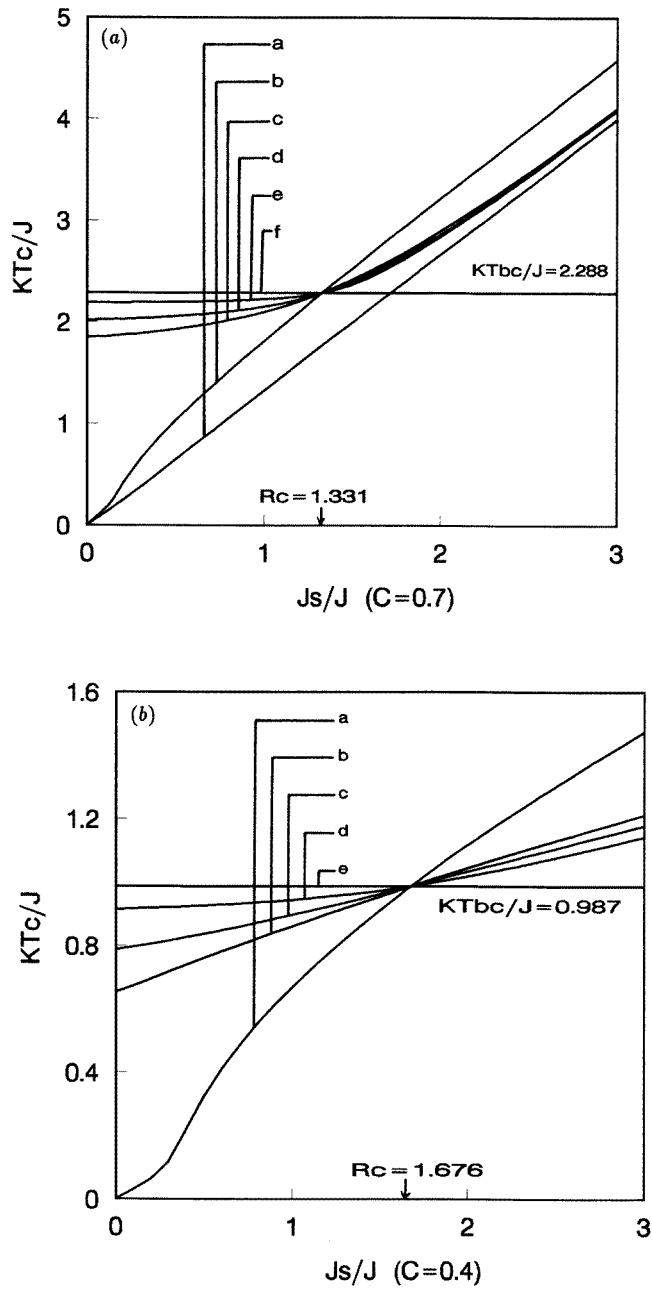 (a)
5
4
3
2
1
0
KTc/J
a
b
c
d
e
f
KTbc/J=2.288
Rc=1.331
0
1
2
3
Js/J (C=0.7)
(b)
1.6
1.2
0.8
0.4
0
KTc/J
a
b
c
d
e
KTbc/J=0.987
Rc=1.676
0
1
2
3
Js/J (C=0.4)